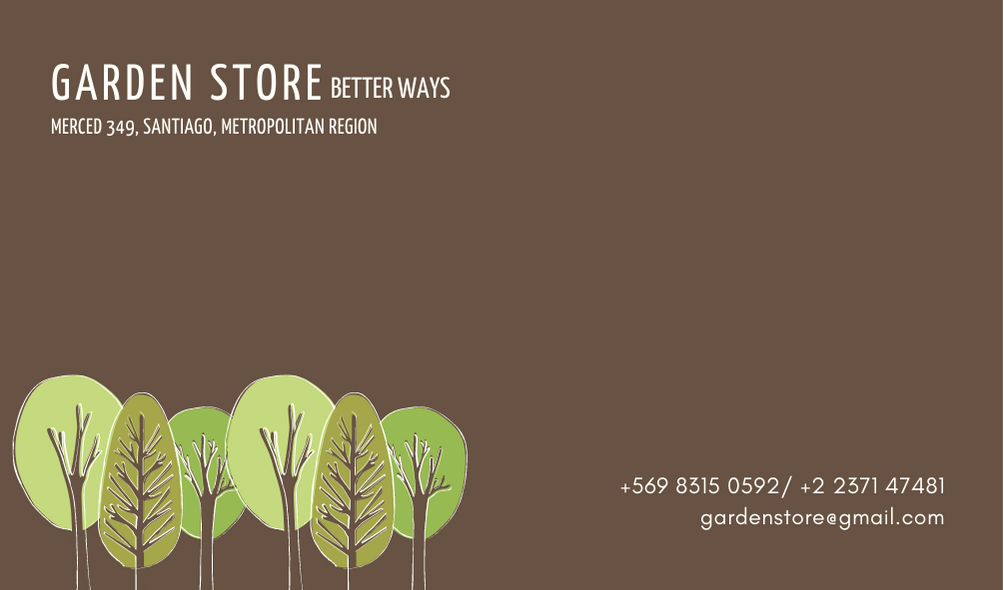 GARDEN STORE BETTER WAYS
MERCED 349, SANTIAGO, METROPOLITAN REGION
+569 8315 0592/ +2 2371 47481
gardenstore@gmail.com